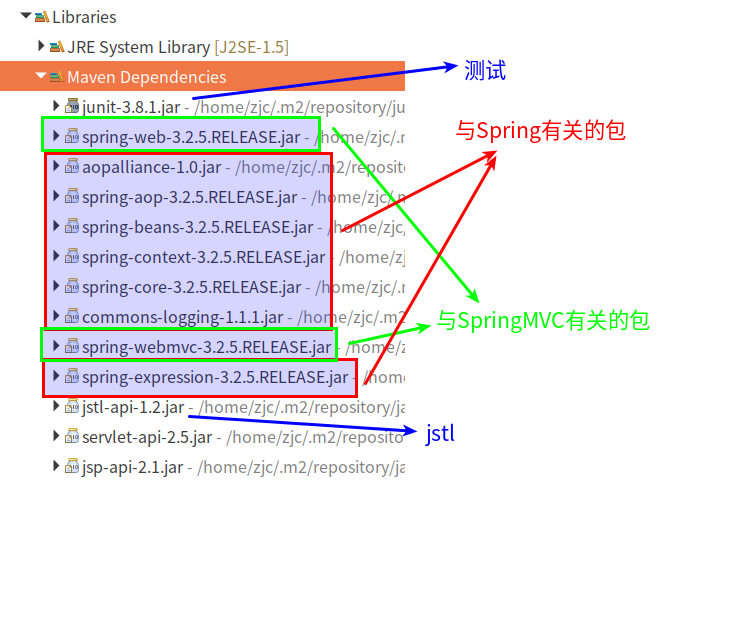 Libraries
JRE System Library [J2SE-1.5]
Maven Dependencies
测试
junit-3.8.1.jar - /home/zjc/.m2/repository/ju
与Spring有关的包
spring-web-3.2.5.RELEASE.jar - /home/zjc/.r
aopalliance-1.0.jar - /home/zjc/.m2/reposit
spring-aop-3.2.5.RELEASE.jar - /home/zjc/.m
spring-beans-3.2.5.RELEASE.jar - /home/zjc/
spring-context-3.2.5.RELEASE.jar - /home/zj
spring-core-3.2.5.RELEASE.jar - /home/zjc/.
commons-logging-1.1.1.jar - /home/zjc/.m2
与SpringMVC有关的包
spring-webmvc-3.2.5.RELEASE.jar - /home/z
spring-expression-3.2.5.RELEASE.jar - /home
jstl-api-1.2.jar - /home/zjc/.m2/repository/ja
jstl
servlet-api-2.5.jar - /home/zjc/.m2/reposito
jsp-api-2.1.jar - /home/zjc/.m2/repository/ja